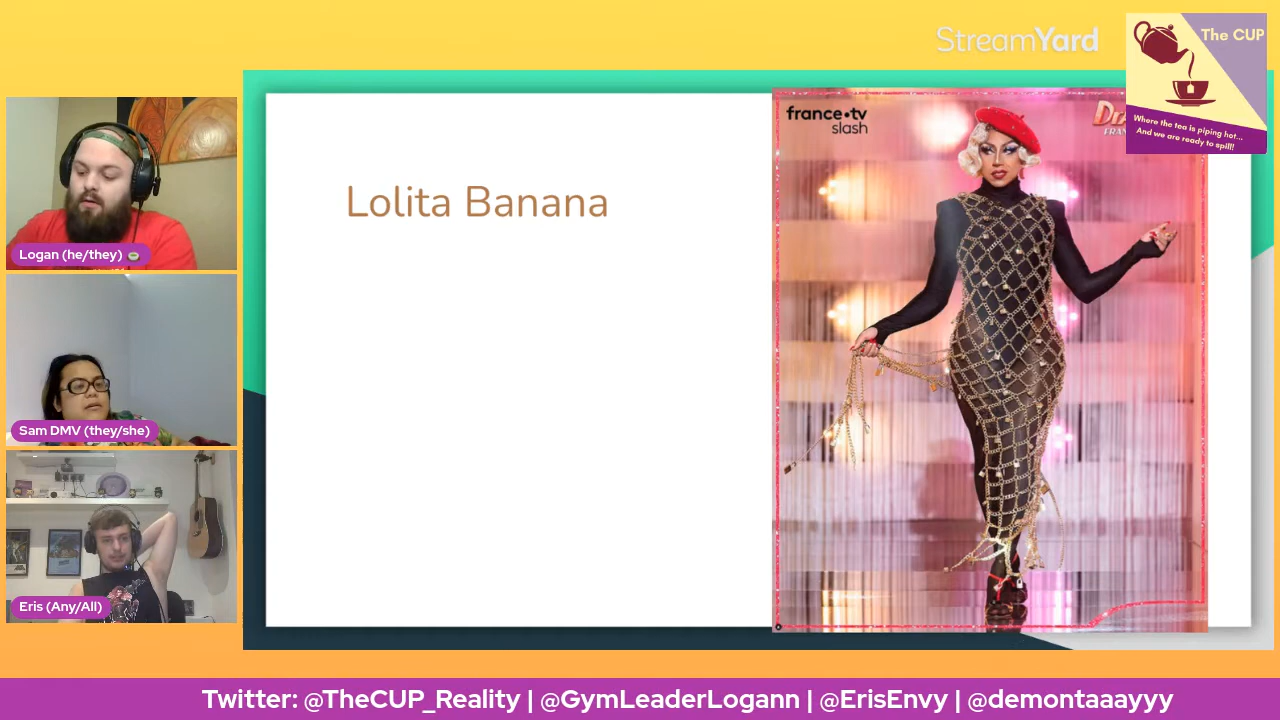 StreamYard
The CUP
Where the tea is piping hot...
And we are ready to spill!
Logan (he/they)
Sam DMV (they/she)
Eris (Any/All)
Lolita Banana
france•tv
slash
Twitter: @TheCUP_Reality | @GymLeaderLogann | @ErisEnvy | @demontaaayyy